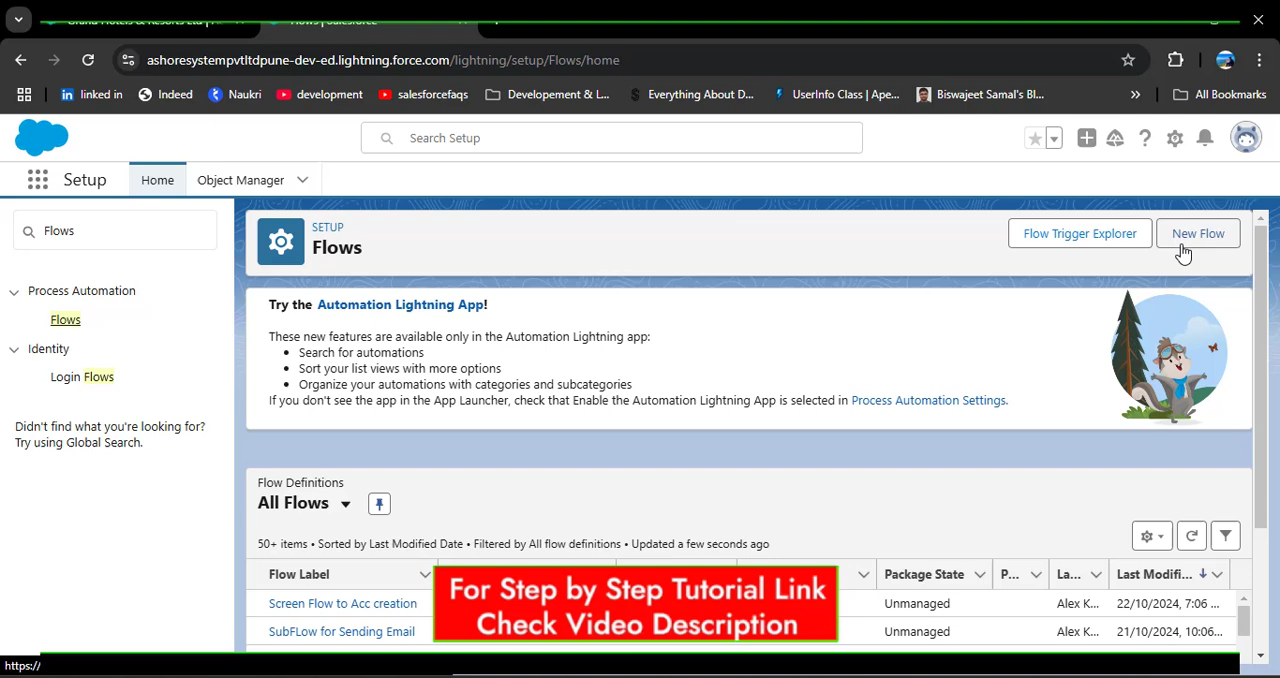 Flows | Salesforce
ashoresystempvtltdpune-dev-ed.lightning.force.com/lightning/setup/Flows/home
linked in
Indeed
Naukri
development
salesforcefaqs
Developement & L...
Everything About D...
UserInfo Class | Ape...
Biswajeet Samal's Bl...
»
All Bookmarks
Search Setup
Setup
Home
Object Manager
Flows
Process Automation
Flows
Identity
Login Flows
Didn't find what you're looking for?
Try using Global Search.
SETUP
Flows
Flow Trigger Explorer
New Flow
Try the Automation Lightning App!
These new features are available only in the Automation Lightning app:
• Search for automations
• Sort your list views with more options
• Organize your automations with categories and subcategories
If you don't see the app in the App Launcher, check that Enable the Automation Lightning App is selected in Process Automation Settings.
Flow Definitions
All Flows
50+ items • Sorted by Last Modified Date • Filtered by All flow definitions • Updated a few seconds ago
Flow Label
Package State
P...
La...
Last Modifi...
Screen Flow to Acc creation
Unmanaged
Alex K...
22/10/2024, 7:06 ...
SubFLow for Sending Email
Unmanaged
Alex K...
21/10/2024, 10:06...
For Step by Step Tutorial Link
Check Video Description
https://